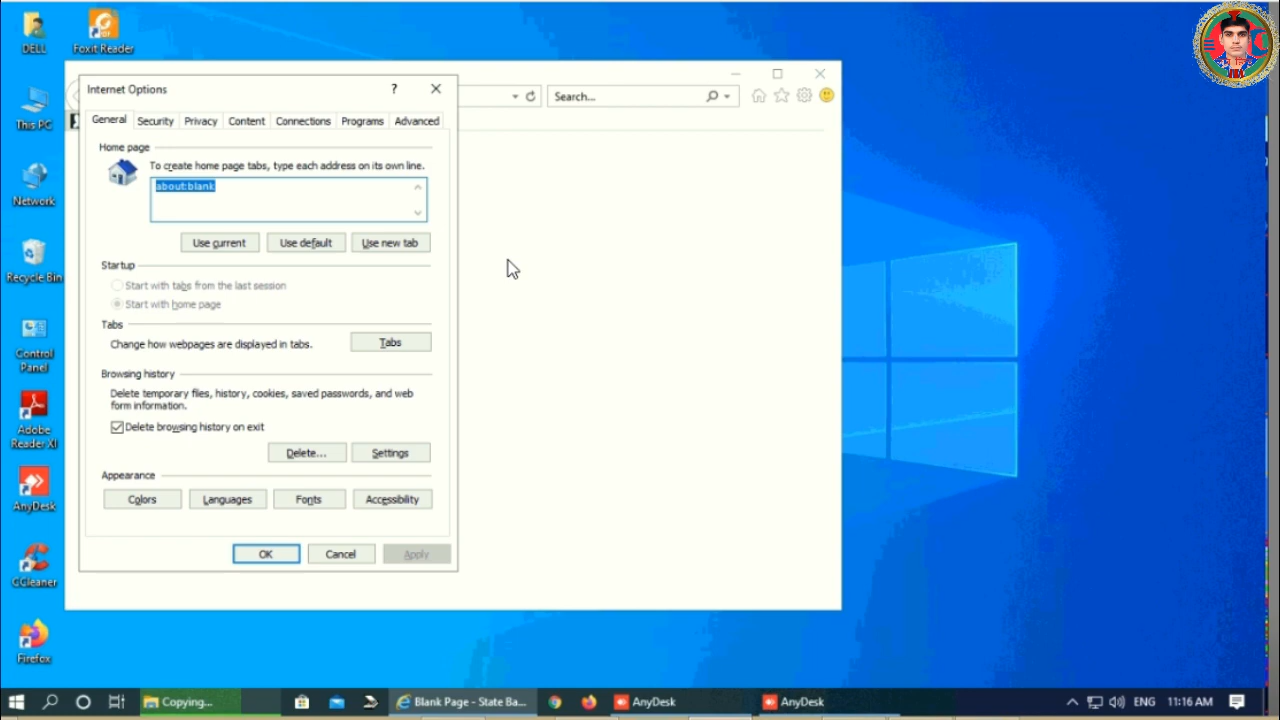 DELL
Foxit Reader
This PC
Network
Recycle Bin
Control
Panel
Adobe
Reader XI
AnyDesk
CCleaner
Firefox
Internet Options
?
General Security Privacy Content Connections Programs Advanced
Home page
To create home page tabs, type each address on its own line.
about:blank
Use current Use default Use new tab
Startup
Start with tabs from the last session
Start with home page
Tabs
Change how webpages are displayed in tabs. Tabs
Browsing history
Delete temporary files, history, cookies, saved passwords, and web
form information.
Delete browsing history on exit
Delete... Settings
Appearance
Colors Languages Fonts Accessibility
OK Cancel Apply
Search...
Copying...
Blank Page - State Ba...
AnyDesk
AnyDesk
ENG 11:16 AM